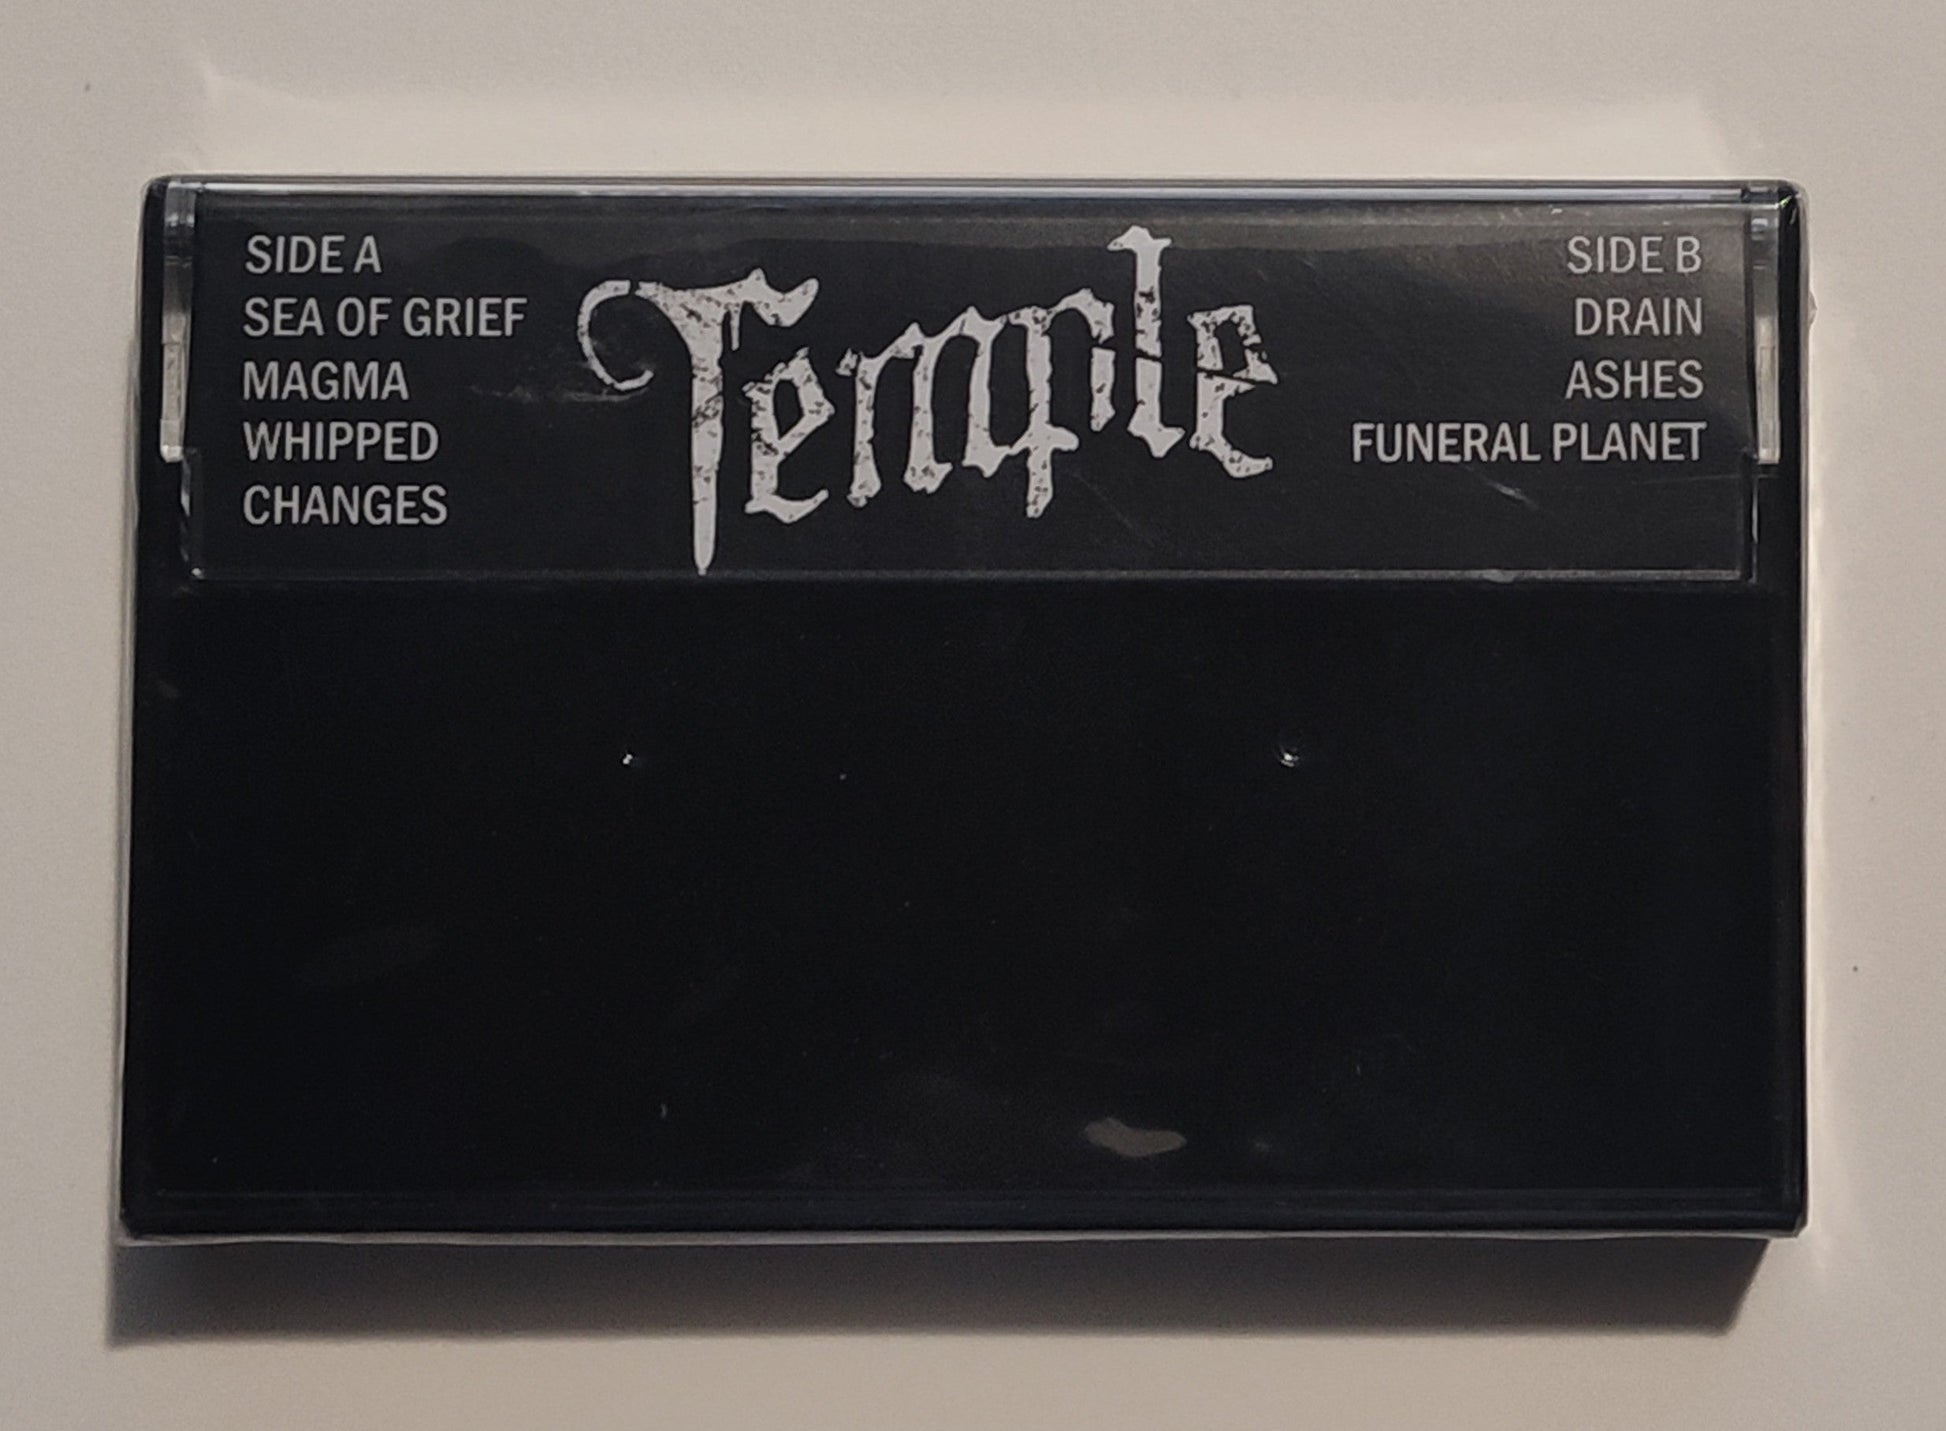 SIDE A
SEA OF GRIEF
MAGMA
WHIPPED
CHANGES
Temple
SIDE B
DRAIN
ASHES
FUNERAL PLANET